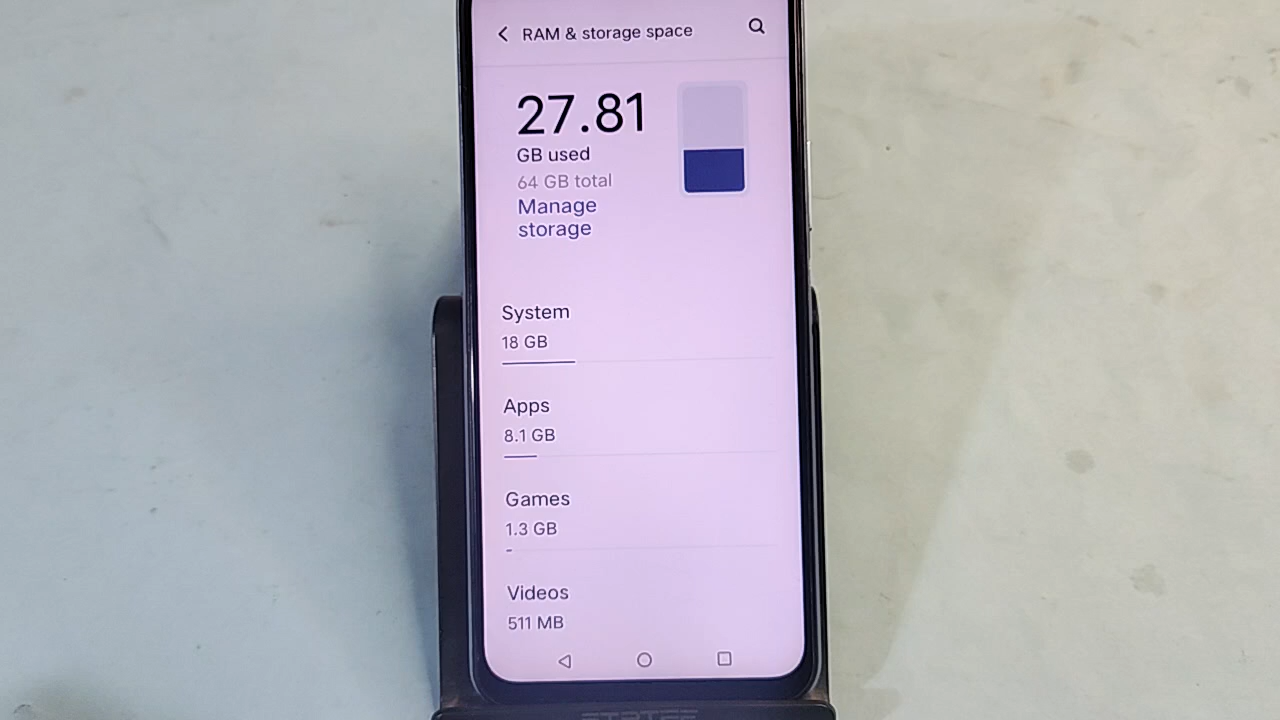 RAM & storage space
27.81
GB used
64 GB total
Manage
storage
System
18 GB
Apps
8.1 GB
Games
1.3 GB
Videos
511 MB